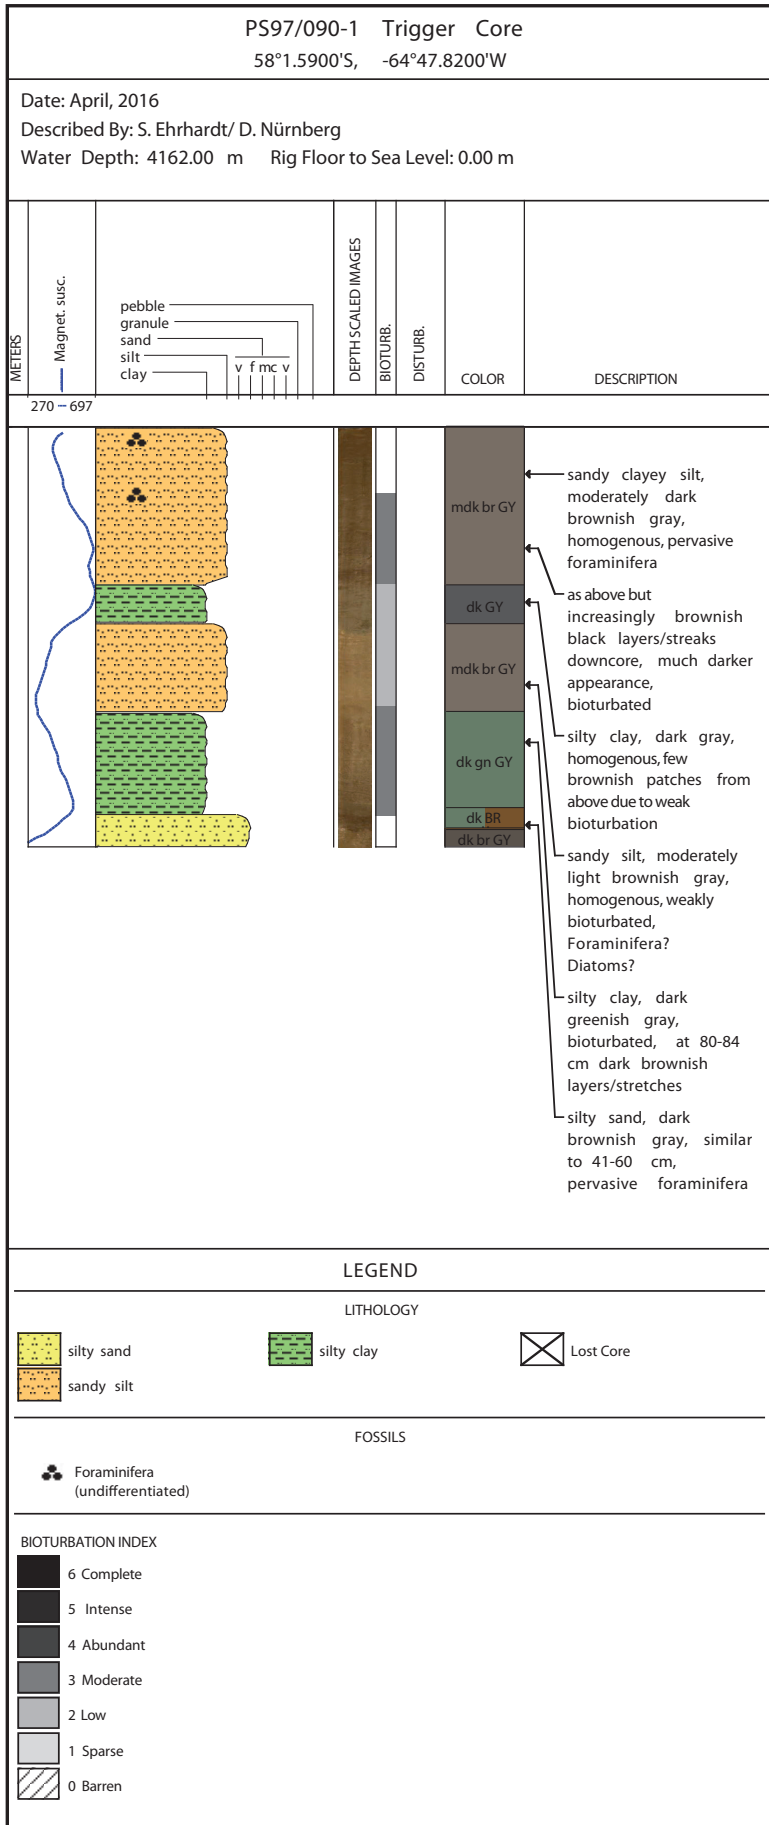 PS97/090-1 Trigger Core
58°1.5900'S, -64°47.8200'W
Date: April, 2016
Described By: S. Ehrhardt/ D. Nürnberg
Water Depth: 4162.00 m Rig Floor to Sea Level: 0.00 m
METERS
Magnet. susc.
pebble
granule
sand
silt
clay
v f m c v
DEPTH SCALED IMAGES
BIOTURB.
DISTURB.
COLOR
DESCRIPTION
270 – 697
mdk br GY
dk GY
mdk br GY
dk gn GY
dk BR
dk br GY
sandy clayey silt,
moderately dark
brownish gray,
homogenous, pervasive
foraminifera
as above but
increasingly brownish
black layers/streaks
downcore, much darker
appearance,
bioturbated
silty clay, dark gray,
homogenous, few
brownish patches from
above due to weak
bioturbation
sandy silt, moderately
light brownish gray,
homogenous, weakly
bioturbated,
Foraminifera?
Diatoms?
silty clay, dark
greenish gray,
bioturbated, at 80-84
cm dark brownish
layers/stretches
silty sand, dark
brownish gray, similar
to 41-60 cm,
pervasive foraminifera
LEGEND
LITHOLOGY
silty sand
silty clay
Lost Core
sandy silt
FOSSILS
Foraminifera
(undifferentiated)
BIOTURBATION INDEX
6 Complete
5 Intense
4 Abundant
3 Moderate
2 Low
1 Sparse
0 Barren